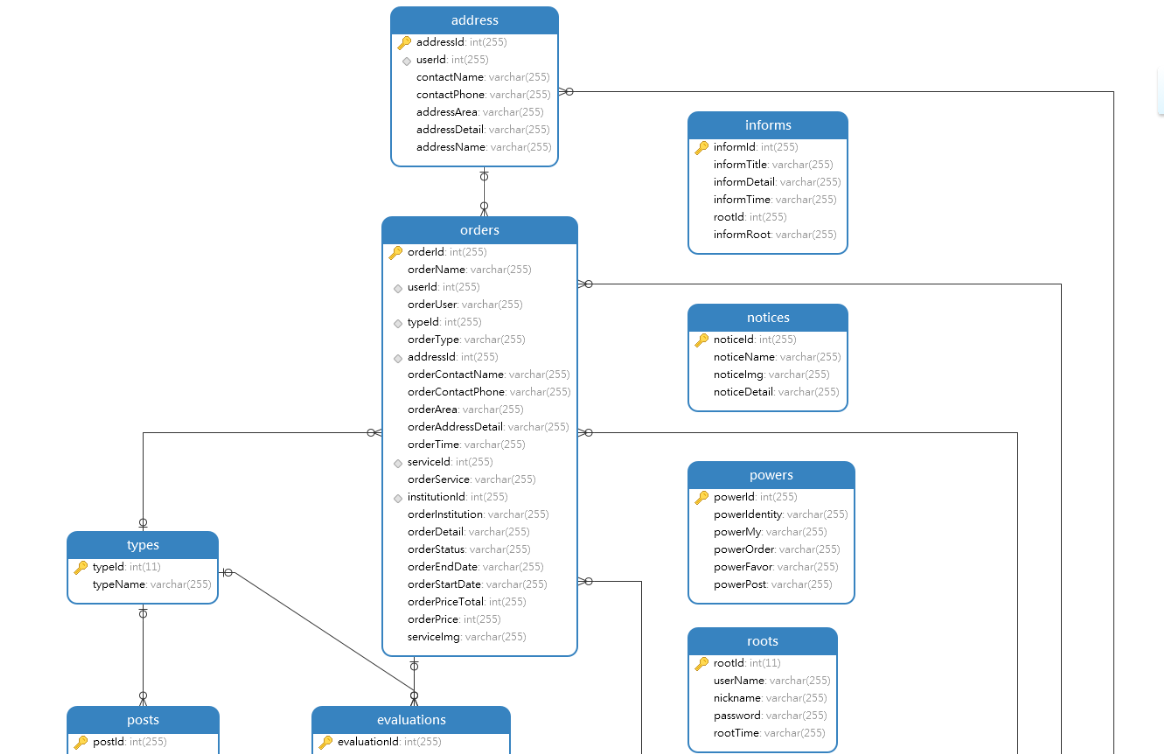 address
addressId: int(255)
userId: int(255)
contactName: varchar(255)
contactPhone: varchar(255)
addressArea: varchar(255)
addressDetail: varchar(255)
addressName: varchar(255)
informs
informId: int(255)
informTitle: varchar(255)
informDetail: varchar(255)
informTime: varchar(255)
rootId: int(255)
informRoot: varchar(255)
orders
orderId: int(255)
orderName: varchar(255)
userId: int(255)
orderUser: varchar(255)
typeId: int(255)
orderType: varchar(255)
addressId: int(255)
orderContactName: varchar(255)
orderContactPhone: varchar(255)
orderArea: varchar(255)
orderAddressDetail: varchar(255)
orderTime: varchar(255)
serviceId: int(255)
orderService: varchar(255)
institutionId: int(255)
orderInstitution: varchar(255)
orderDetail: varchar(255)
orderStatus: varchar(255)
orderEndDate: varchar(255)
orderStartDate: varchar(255)
orderPriceTotal: int(255)
orderPrice: int(255)
serviceImg: varchar(255)
notices
noticeId: int(255)
noticeName: varchar(255)
noticeImg: varchar(255)
noticeDetail: varchar(255)
powers
powerId: int(255)
powerIdentity: varchar(255)
powerMy: varchar(255)
powerOrder: varchar(255)
powerFavor: varchar(255)
powerPost: varchar(255)
types
typeId: int(11)
typeName: varchar(255)
roots
rootId: int(11)
userName: varchar(255)
nickname: varchar(255)
password: varchar(255)
rootTime: varchar(255)
posts
postId: int(255)
evaluations
evaluationId: int(255)